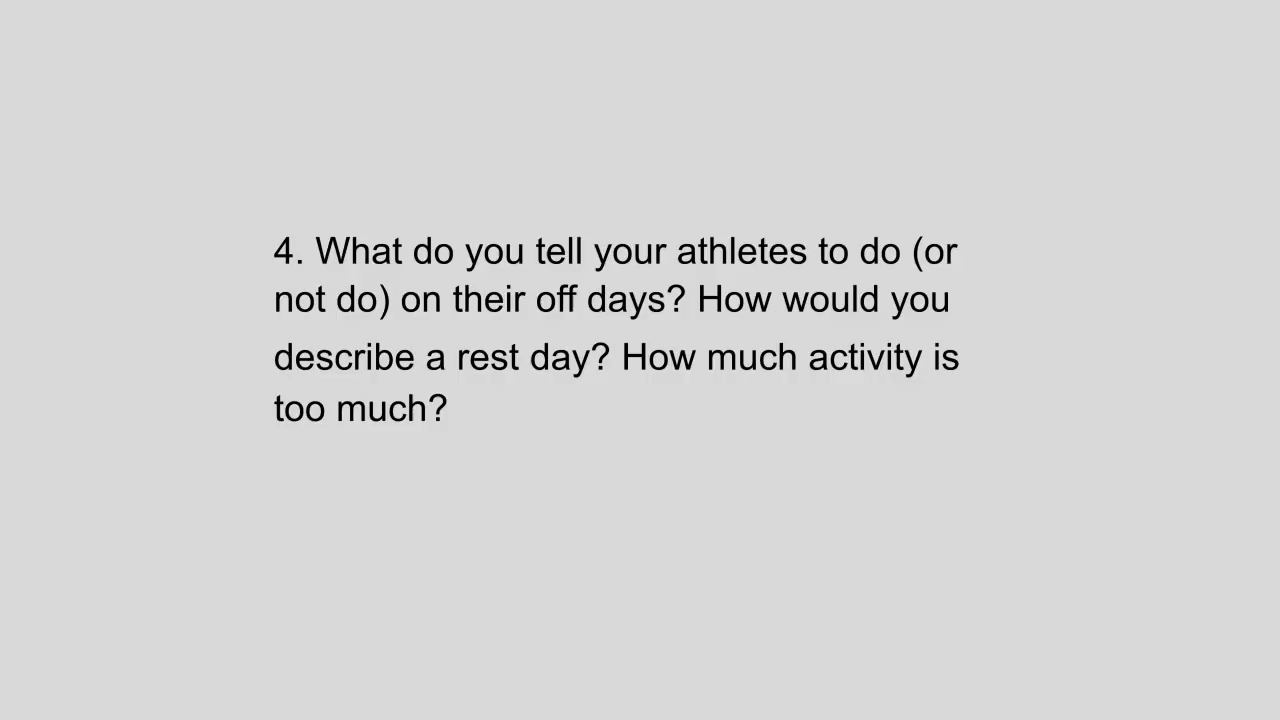 4. What do you tell your athletes to do (or
not do) on their off days? How would you
describe a rest day? How much activity is
too much?